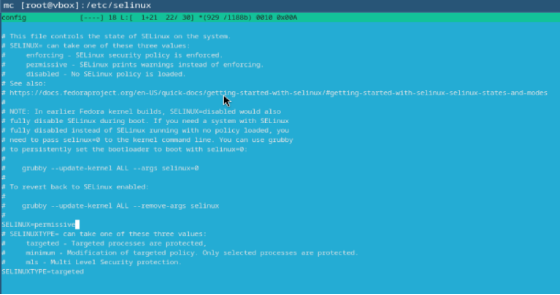 mc [root@vbox]:/etc/selinux
config [----] 18 L:[ 1+21 22/ 30] *(929 /1188b) 0010 0x00A
# This file controls the state of SELinux on the system.
# SELINUX= can take one of these three values:
# enforcing - SELinux security policy is enforced.
# permissive - SELinux prints warnings instead of enforcing.
# disabled - No SELinux policy is loaded.
# See also:
# https://docs.fedoraproject.org/en-US/quick-docs/getting-started-with-selinux/#getting-started-with-selinux-selinux-states-and-modes
#
# NOTE: In earlier Fedora kernel builds, SELINUX=disabled would also
# fully disable SELinux during boot. If you need a system with SELinux
# fully disabled instead of SELinux running with no policy loaded, you
# need to pass selinux=0 to the kernel command line. You can use grubby
# to persistently set the bootloader to boot with selinux=0:
#
# grubby --update-kernel ALL --args selinux=0
#
# To revert back to SELinux enabled:
#
# grubby --update-kernel ALL --remove-args selinux
#
SELINUX=permissive
# SELINUXTYPE= can take one of these three values:
# targeted - Targeted processes are protected,
# minimum - Modification of targeted policy. Only selected processes are protected.
# mls - Multi Level Security protection.
SELINUXTYPE=targeted